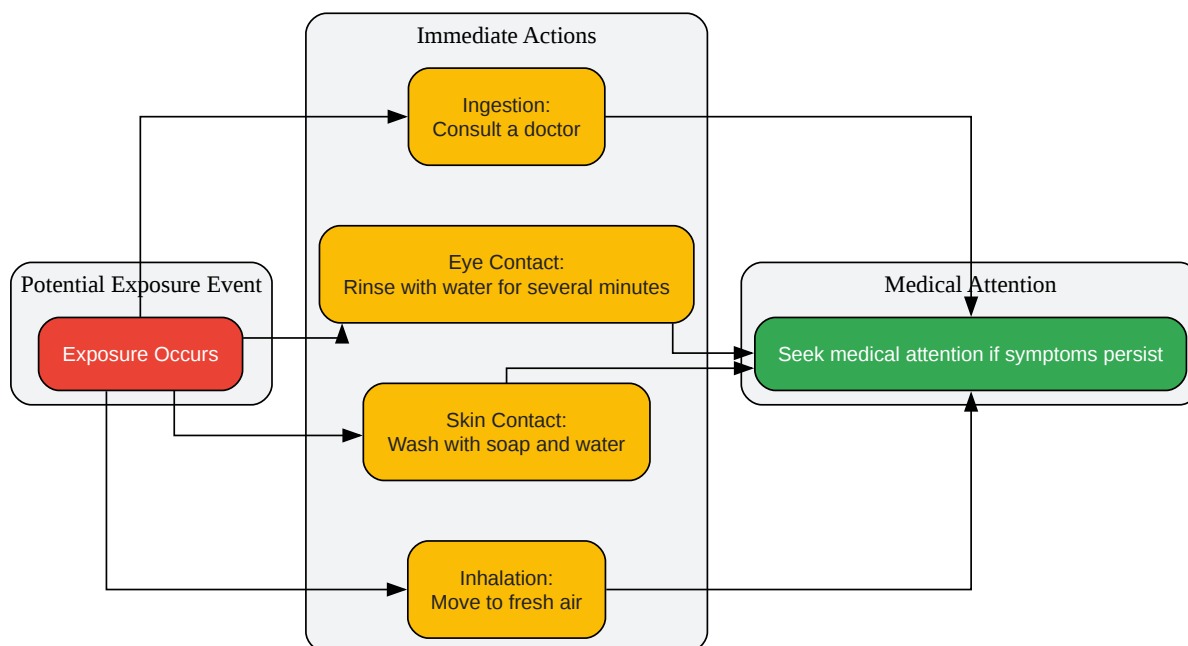 Immediate Actions
Ingestion:
Consult a doctor
Eye Contact:
Rinse with water for several minutes
Potential Exposure Event
Exposure Occurs
Medical Attention
Seek medical attention if symptoms persist
Skin Contact:
Wash with soap and water
Inhalation:
Move to fresh air